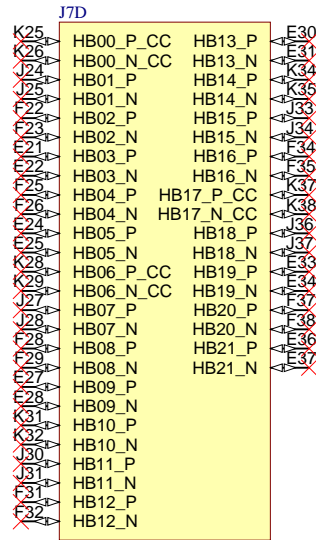 J7D
K25 HB00_P_CC HB13_P E30
K26 HB00_N_CC HB13_N E31
J24 HB01_P HB14_P K34
J25 HB01_N HB14_N K35
F22 HB02_P HB15_P J33
F23 HB02_N HB15_N J34
E21 HB03_P HB16_P F34
E22 HB03_N HB16_N F35
F25 HB04_P HB17_P_CC K37
F26 HB04_N HB17_N_CC K38
E24 HB05_P HB18_P J36
E25 HB05_N HB18_N J37
K28 HB06_P_CC HB19_P E33
K29 HB06_N_CC HB19_N E34
J27 HB07_P HB20_P F37
J28 HB07_N HB20_N F38
F28 HB08_P HB21_P E36
F29 HB08_N HB21_N E37
E27 HB09_P
E28 HB09_N
K31 HB10_P
K32 HB10_N
J30 HB11_P
J31 HB11_N
F31 HB12_P
F32 HB12_N